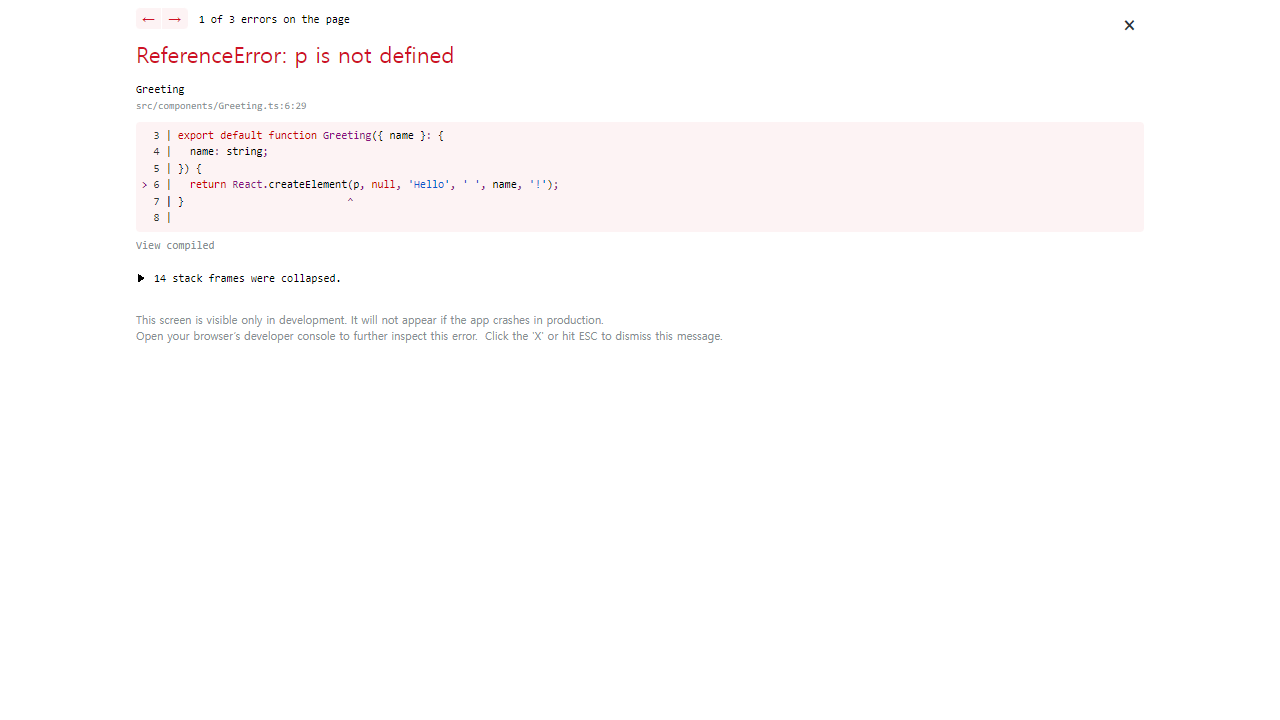 ← → 1 of 3 errors on the page
×
ReferenceError: p is not defined
Greeting
src/components/Greeting.ts:6:29
  3 | export default function Greeting({ name }: {
  4 |   name: string;
  5 | }) {
> 6 |   return React.createElement(p, null, 'Hello', ' ', name, '!');
  7 | }                           ^
  8 |
View compiled
▶ 14 stack frames were collapsed.
This screen is visible only in development. It will not appear if the app crashes in production.
Open your browser's developer console to further inspect this error.  Click the 'X' or hit ESC to dismiss this message.